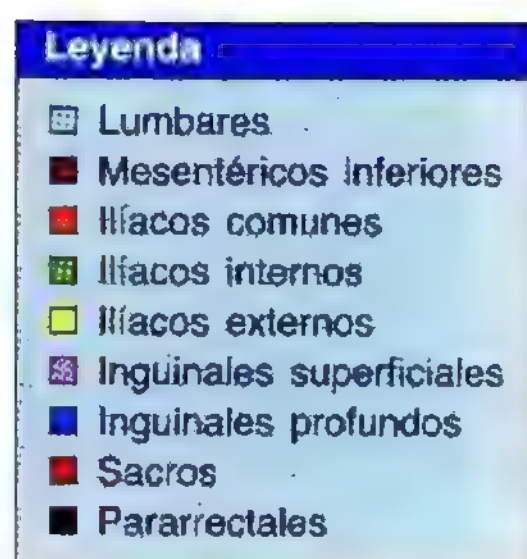 Leyenda
Lumbares
Mesentéricos inferiores
Ilíacos comunes
Ilíacos internos
Ilíacos externos
Inguinales superficiales
Inguinales profundos
Sacros
Pararrectales